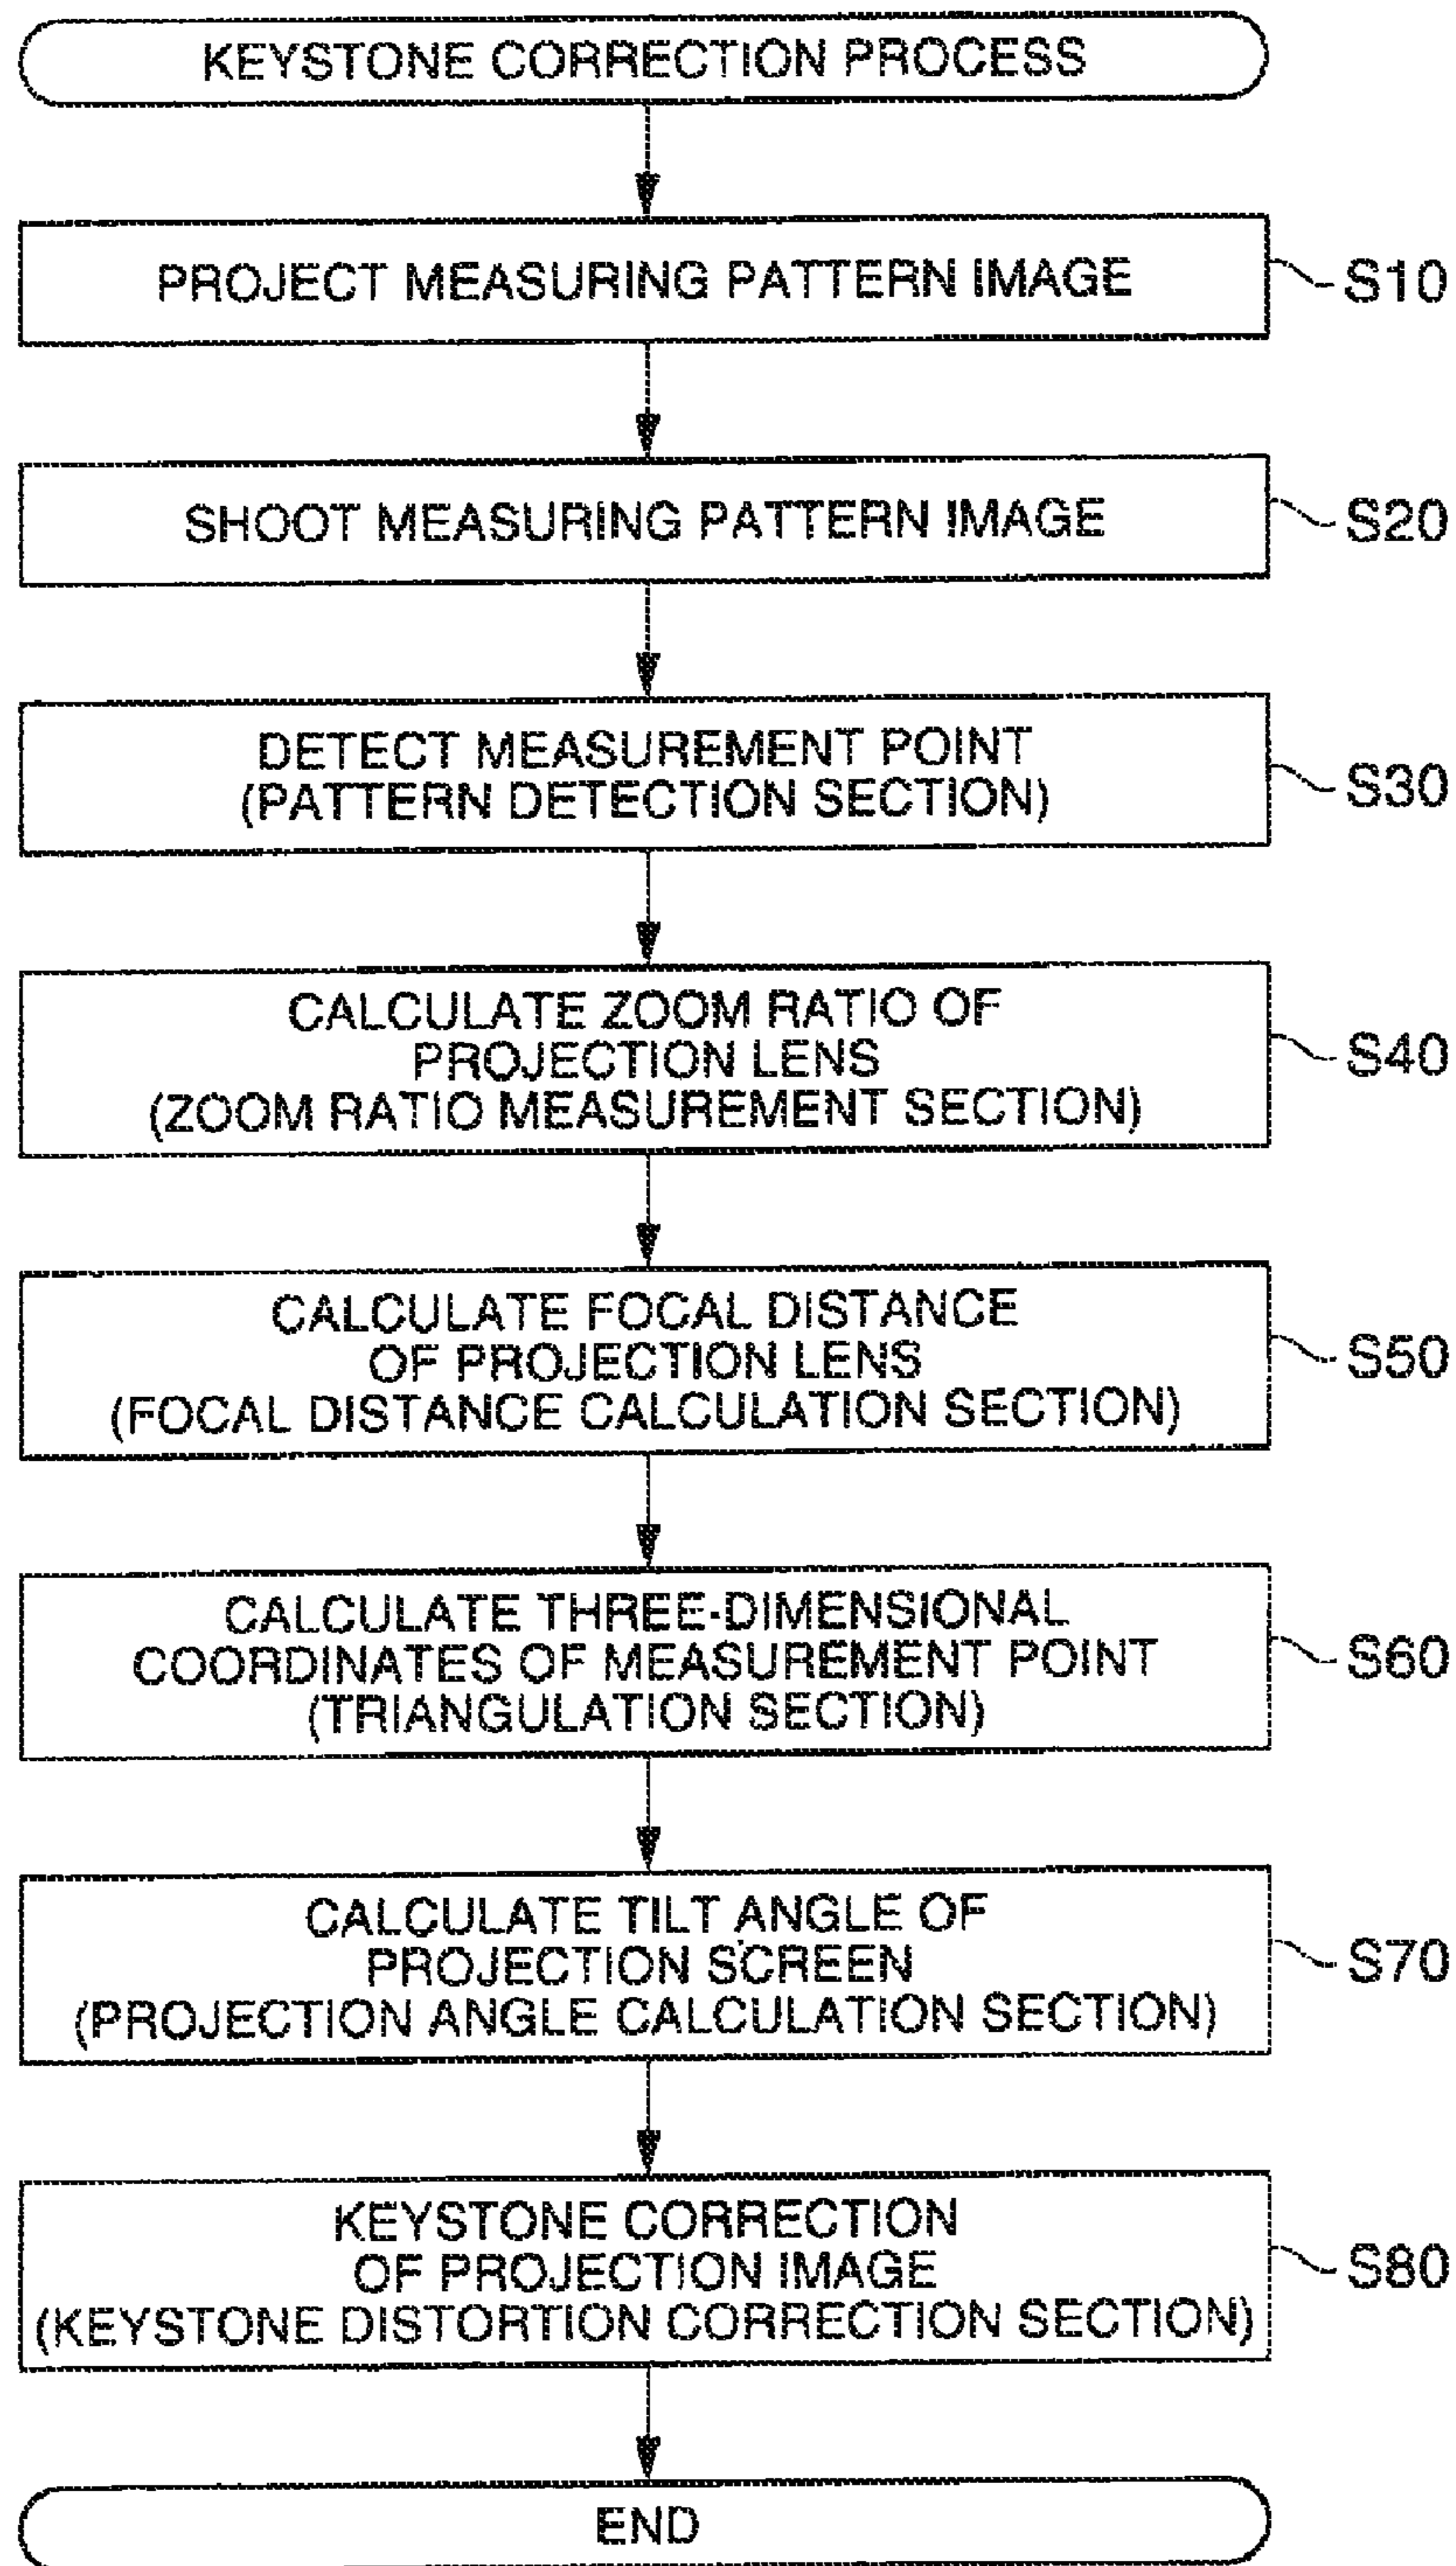 KEYSTONE CORRECTION PROCESS
PROJECT MEASURING PATTERN IMAGE
S10
SHOOT MEASURING PATTERN IMAGE
S20
DETECT MEASUREMENT POINT
(PATTERN DETECTION SECTION)
S30
CALCULATE ZOOM RATIO OF
PROJECTION LENS
(ZOOM RATIO MEASUREMENT SECTION)
S40
CALCULATE FOCAL DISTANCE
OF PROJECTION LENS
(FOCAL DISTANCE CALCULATION SECTION)
S50
CALCULATE THREE-DIMENSIONAL
COORDINATES OF MEASUREMENT POINT
(TRIANGULATION SECTION)
S60
CALCULATE TILT ANGLE OF
PROJECTION SCREEN
(PROJECTION ANGLE CALCULATION SECTION)
S70
KEYSTONE CORRECTION
OF PROJECTION IMAGE
(KEYSTONE DISTORTION CORRECTION SECTION)
S80
END